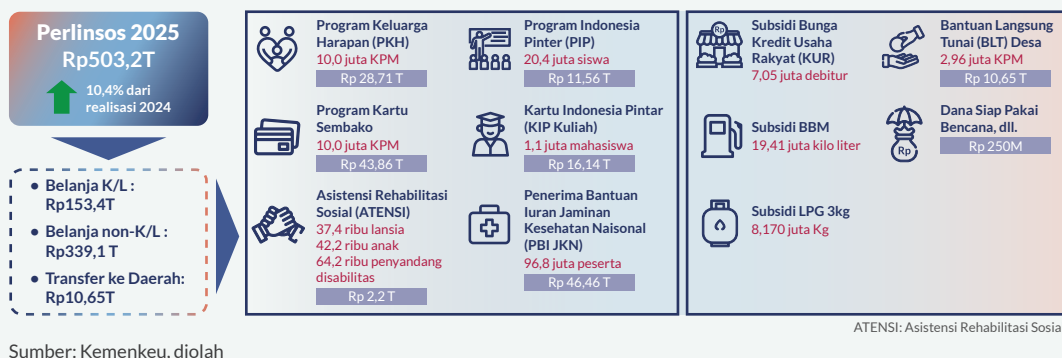 Perlinsos 2025
Rp503,2T
10,4% dari
realisasi 2024
• Belanja K/L :
Rp153,4T
• Belanja non-K/L :
Rp339,1 T
• Transfer ke Daerah:
Rp10,65T
Program Keluarga
Harapan (PKH)
10,0 juta KPM
Rp 28,71 T
Program Kartu
Sembako
10,0 juta KPM
Rp 43,86 T
Asistensi Rehabilitasi
Sosial (ATENSI)
37,4 ribu lansia
42,2 ribu anak
64,2 ribu penyandang
disabilitas
Rp 2,2 T
Program Indonesia
Pinter (PIP)
20,4 juta siswa
Rp 11,56 T
Kartu Indonesia Pintar
(KIP Kuliah)
1,1 juta mahasiswa
Rp 16,14 T
Penerima Bantuan
Iuran Jaminan
Kesehatan Naisonal
(PBI JKN)
96,8 juta peserta
Rp 46,46 T
Rp
Subsidi Bunga
Kredit Usaha
Rakyat (KUR)
7,05 juta debitur
Subsidi BBM
19,41 juta kilo liter
Subsidi LPG 3kg
8,170 juta Kg
Bantuan Langsung
Tunai (BLT) Desa
2,96 juta KPM
Rp 10,65 T
Rp
Dana Siap Pakai
Bencana, dll.
Rp 250M
ATENSI: Asistensi Rehabilitasi Sosia
Sumber: Kemenkeu, diolah